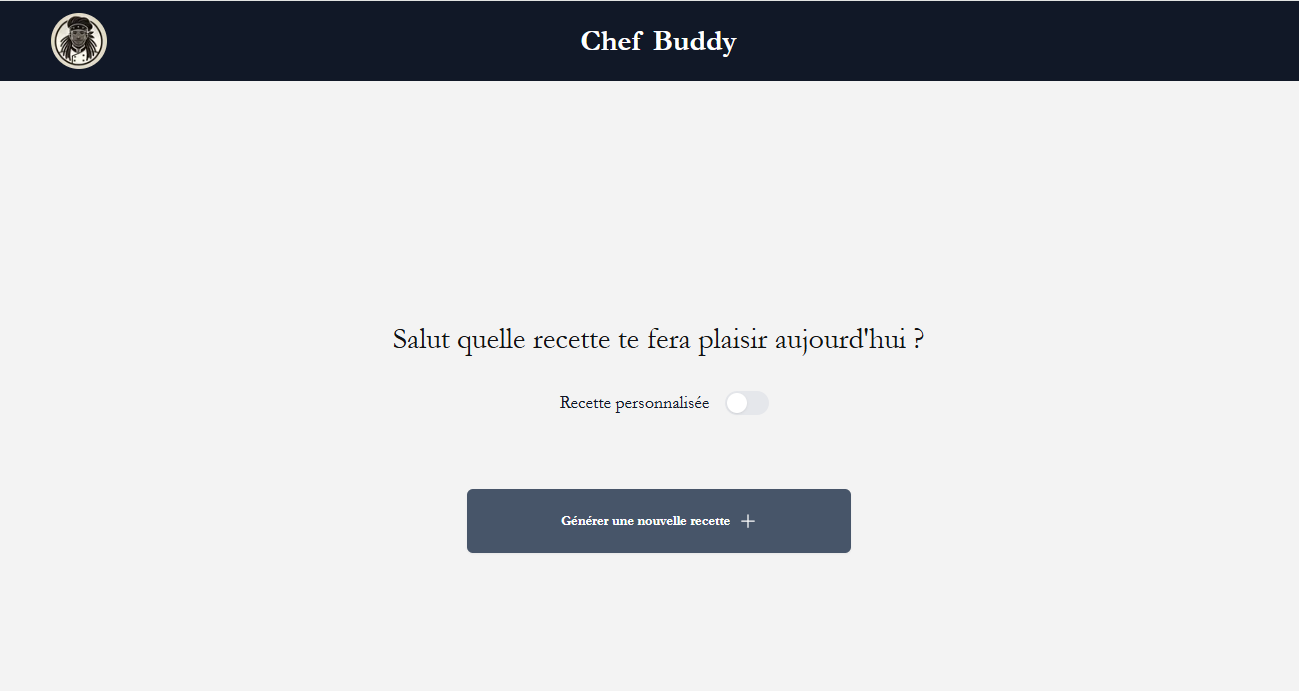 Chef Buddy
Salut quelle recette te fera plaisir aujourd'hui ?
Recette personnalisée
Générer une nouvelle recette